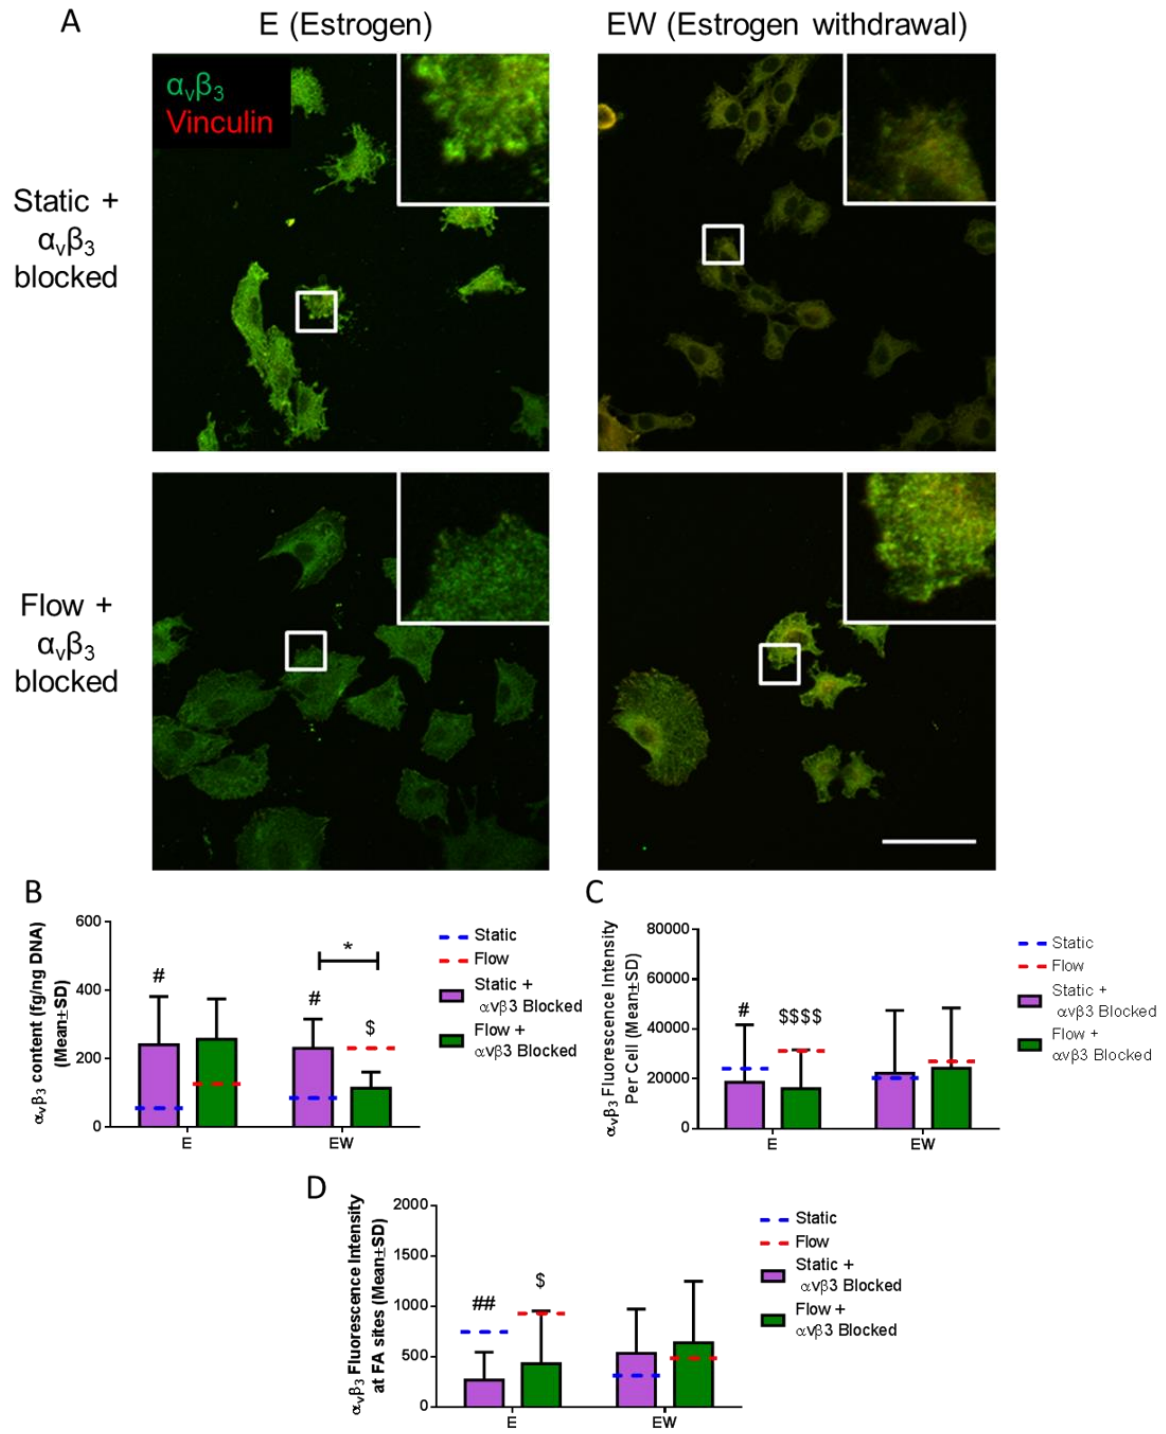 A
E (Estrogen)
EW (Estrogen withdrawal)
αvβ3
Vinculin
Static +
αvβ3
blocked
Flow +
αvβ3
blocked
B
αvβ3 content (fg/ng DNA)
(Mean±SD)
600
400
200
0
#
#
*
$
E
EW
Static
Flow
Static +
αvβ3 Blocked
Flow +
αvβ3 Blocked
C
αvβ3 Fluorescence Intensity
Per Cell (Mean±SD)
80000
60000
40000
20000
0
#
$$$$
E
EW
Static
Flow
Static +
αvβ3 Blocked
Flow +
αvβ3 Blocked
D
αvβ3 Fluorescence Intensity
at FA sites (Mean±SD)
2000
1500
1000
500
0
##
$
E
EW
Static
Flow
Static +
αvβ3 Blocked
Flow +
αvβ3 Blocked